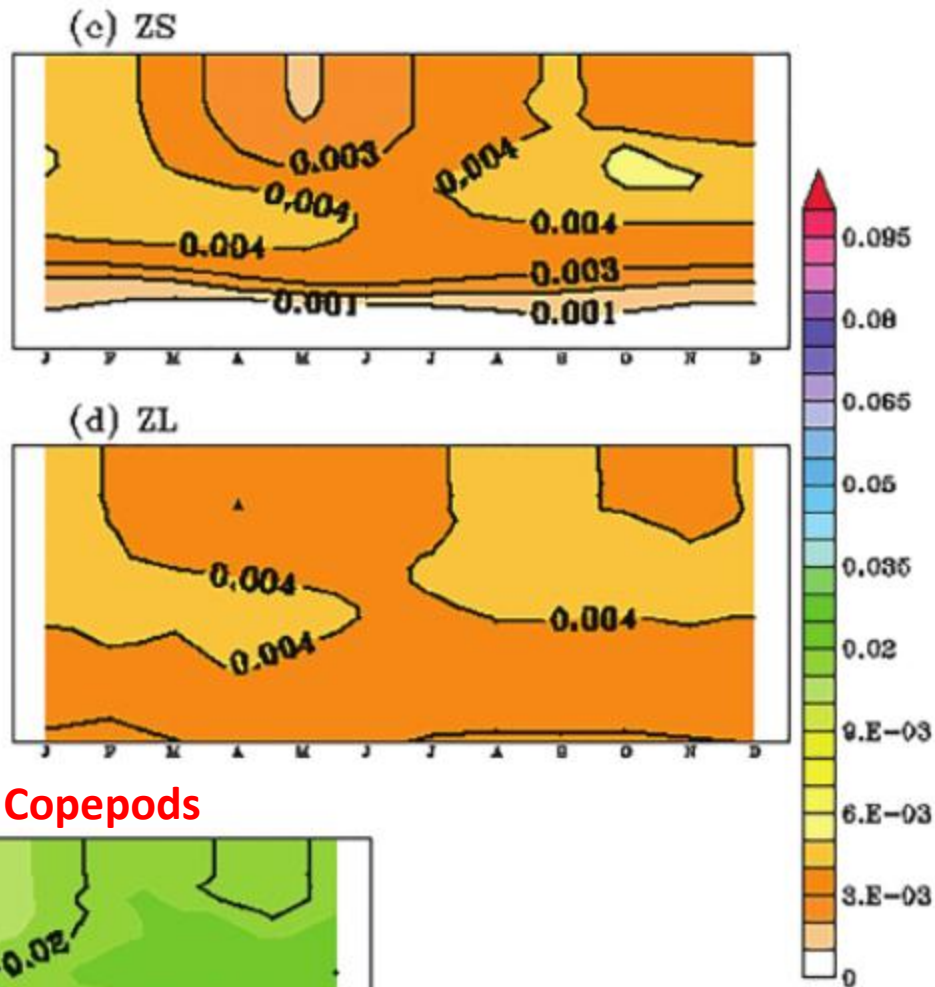 (c) ZS
0.003
0.004
0.004
0.004
0.004
0.003
0.001
0.001
J F M A M J J A S O N D
(d) ZL
0.004
0.004
0.004
J F M A M J J A S O N D
0.095
0.08
0.065
0.05
0.035
0.02
9.E-03
6.E-03
3.E-03
0
Copepods
0.02